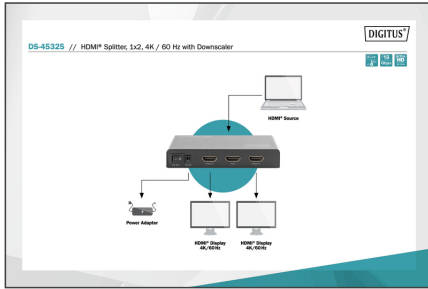 DIGITUS®
DS-45325 // HDMI® Splitter, 1x2, 4K / 60 Hz with Downscaler
HDMI® Source
Power Adapter
HDMI® Display
4K/60Hz
HDMI® Display
4K/60Hz